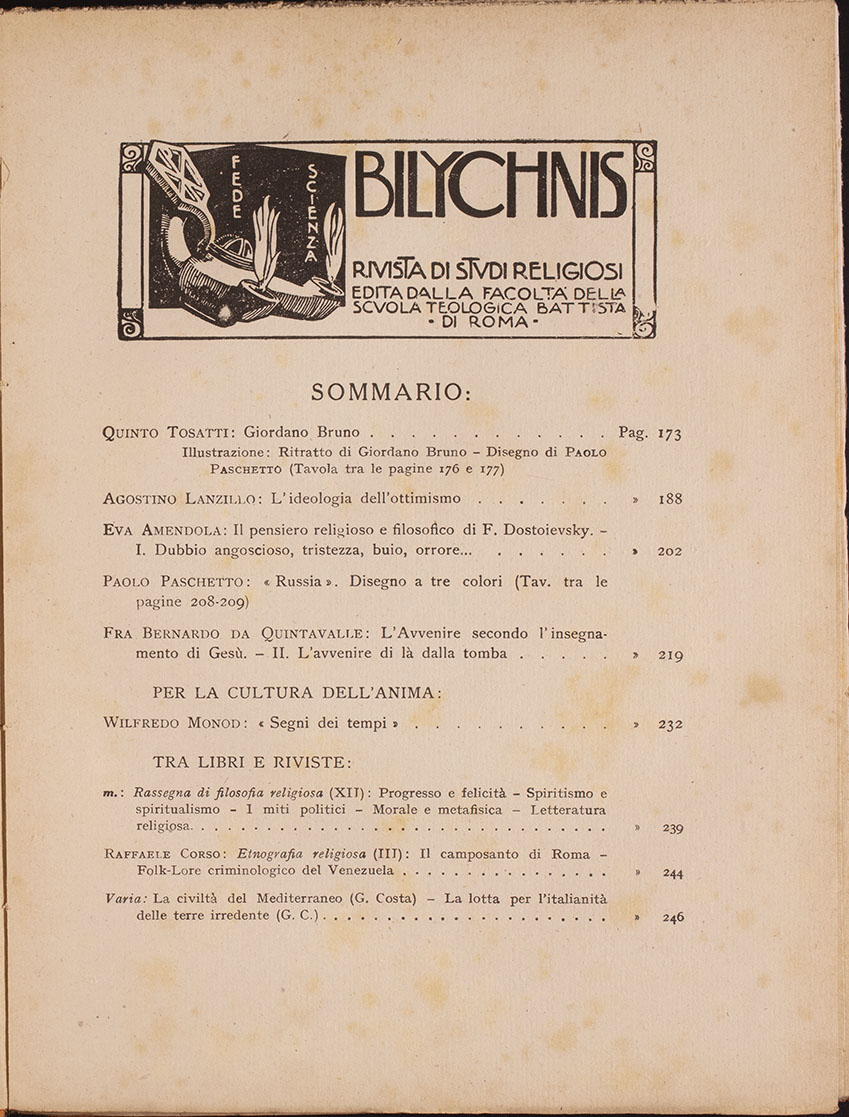 FEDE
SCIENZA
BILYCHNIS
RIVISTA DI STVDI RELIGIOSI
EDITA DALLA FACOLTA' DELLA
SCVOLA TEOLOGICA BATTISTA
- DI ROMA -
SOMMARIO:
QUINTO TOSATTI: Giordano Bruno . . . . . . . . . . . . Pag. 173
Illustrazione: Ritratto di Giordano Bruno – Disegno di PAOLO
PASCHETTO (Tavola tra le pagine 176 e 177)
AGOSTINO LANZILLO: L'ideologia dell'ottimismo . . . . . . . » 188
EVA AMENDOLA: Il pensiero religioso e filosofico di F. Dostoievsky. –
I. Dubbio angoscioso, tristezza, buio, orrore... . . . . . . » 202
PAOLO PASCHETTO: « Russia ». Disegno a tre colori (Tav. tra le
pagine 208-209)
FRA BERNARDO DA QUINTAVALLE: L'Avvenire secondo l'insegna-
mento di Gesù. – II. L'avvenire di là dalla tomba . . . . . » 219
PER LA CULTURA DELL'ANIMA:
WILFREDO MONOD: « Segni dei tempi » . . . . . . . . . . » 232
TRA LIBRI E RIVISTE:
m.: Rassegna di filosofia religiosa (XII): Progresso e felicità – Spiritismo e
spiritualismo – I miti politici – Morale e metafisica – Letteratura
religiosa. . . . . . . . . . . . . . . . . . . . . . . . . . . . . . . » 239
RAFFAELE CORSO: Etnografia religiosa (III): Il camposanto di Roma –
Folk-Lore criminologico del Venezuela . . . . . . . . . . . . . . . . » 244
Varia: La civiltà del Mediterraneo (G. Costa) – La lotta per l'italianità
delle terre irredente (G. C.) . . . . . . . . . . . . . . . . . . . . . . » 246